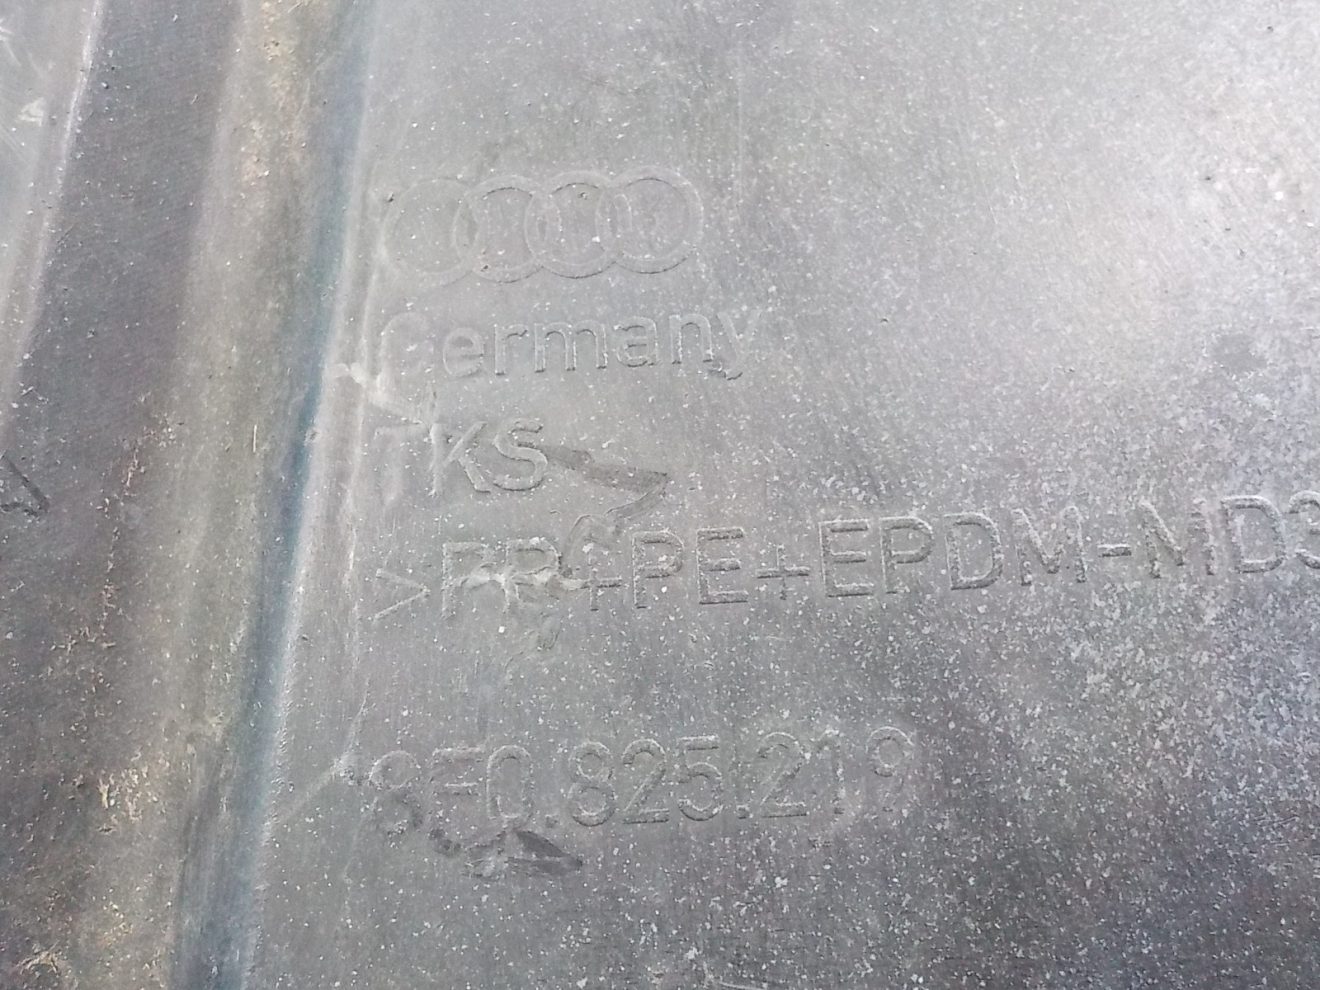 Germany
TKS
>PP+PE+EPDM-MD3
8E0.825.219